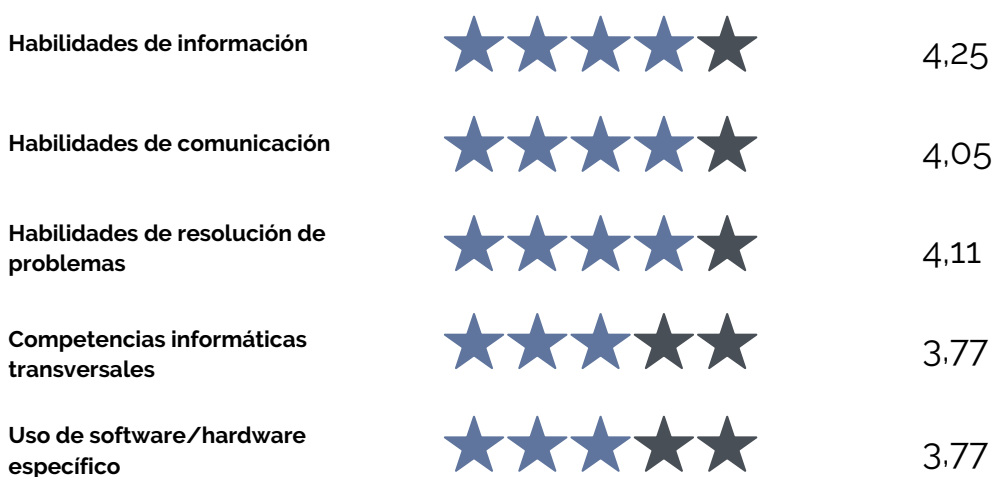 Habilidades de información
4,25
Habilidades de comunicación
4,05
Habilidades de resolución de
problemas
4,11
Competencias informáticas
transversales
3,77
Uso de software/hardware
específico
3,77